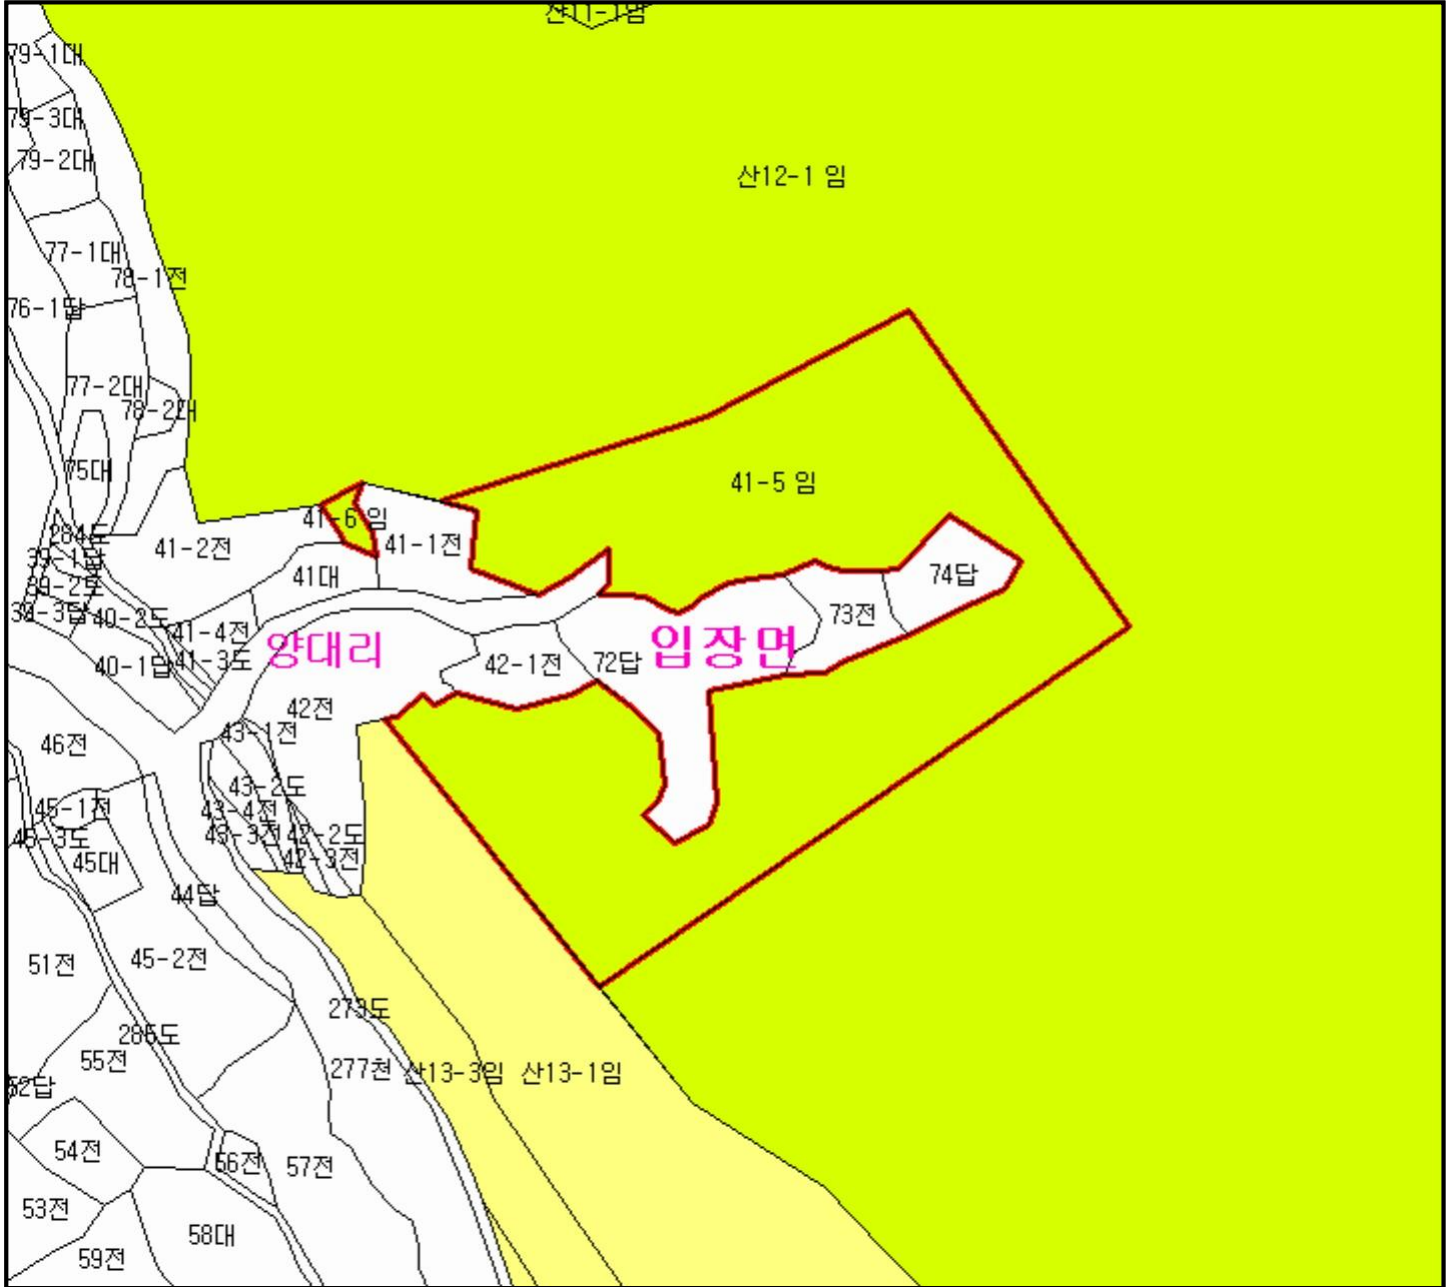 산11-1임
79-1대
79-3대
79-2대
산12-1 임
77-1대
78-1전
76-1답
77-2대
78-2대
75대
41-5 임
41-6 임
284도
41-2전
41-1전
39-1답
39-2도
41대
74답
39-3답
40-2도
41-4전
73전
양대리
입장면
40-1답
41-3도
42-1전
72답
42전
43-1전
46전
43-2도
45-1전
43-4전
45-3도
43-3전
42-2도
45대
42-3전
44답
51전
45-2전
273도
285도
55전
277천
산13-3임
산13-1임
52답
54전
56전
57전
53전
58대
59전